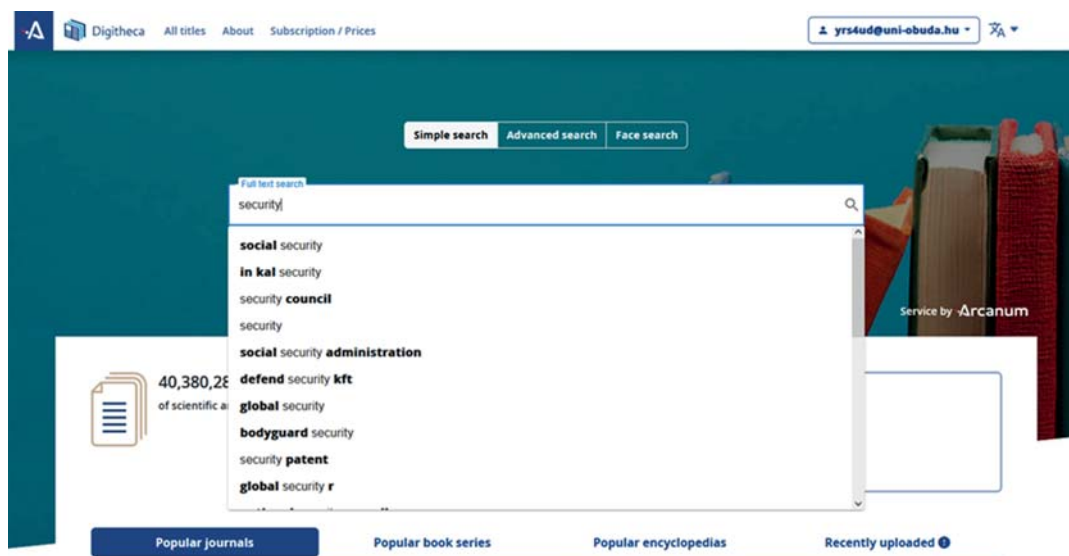 Digitheca All titles About Subscription / Prices yrs4ud@uni-obuda.hu
Simple search Advanced search Face search
Full text search
security
social security
in kal security
security council
security
social security administration
defend security kft
global security
bodyguard security
security patent
global security r
Service by Arcanum
40,380,28
of scientific a
Popular journals Popular book series Popular encyclopedias Recently uploaded